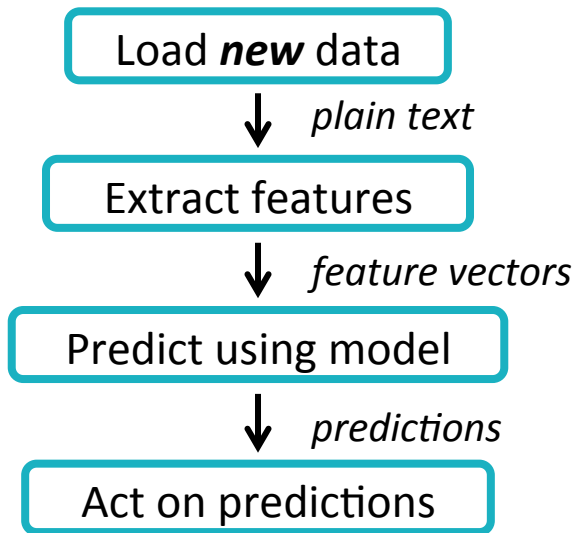 Load new data
plain text
Extract features
feature vectors
Predict using model
predictions
Act on predictions